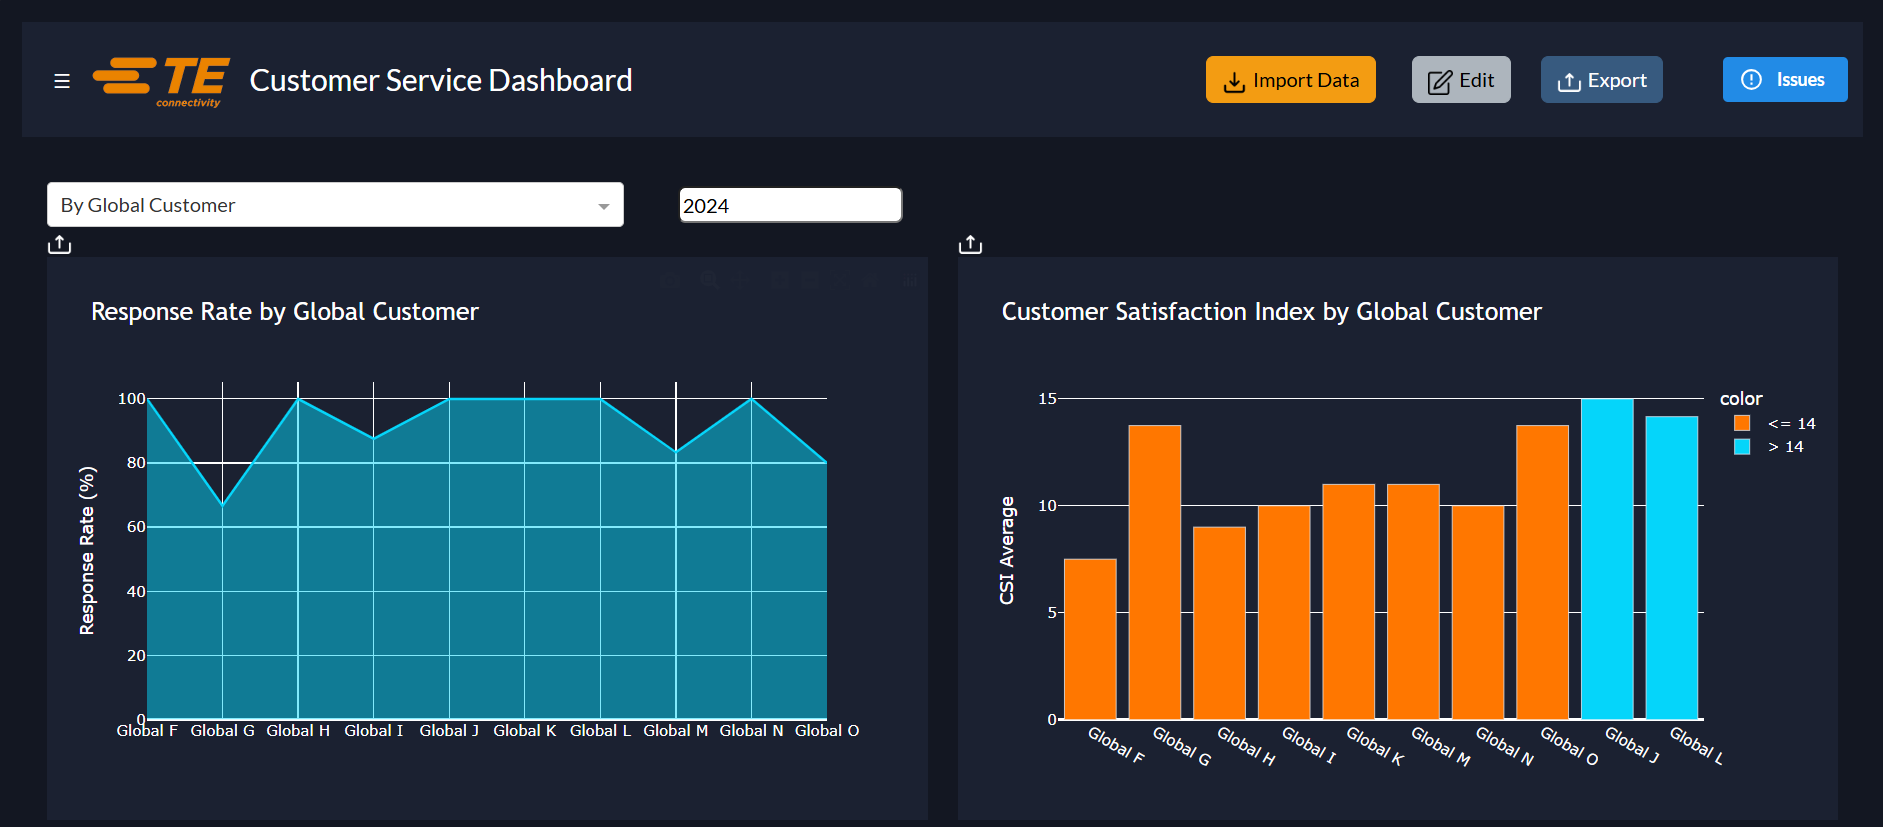 ☰ TE connectivity Customer Service Dashboard Import Data Edit Export Issues
By Global Customer 2024
Response Rate by Global Customer
100
80
60
40
20
0
Response Rate (%)
Global F Global G Global H Global I Global J Global K Global L Global M Global N Global O
Customer Satisfaction Index by Global Customer
15
10
5
0
CSI Average
Global F Global G Global H Global I Global K Global M Global N Global O Global J Global L
color
<= 14
> 14